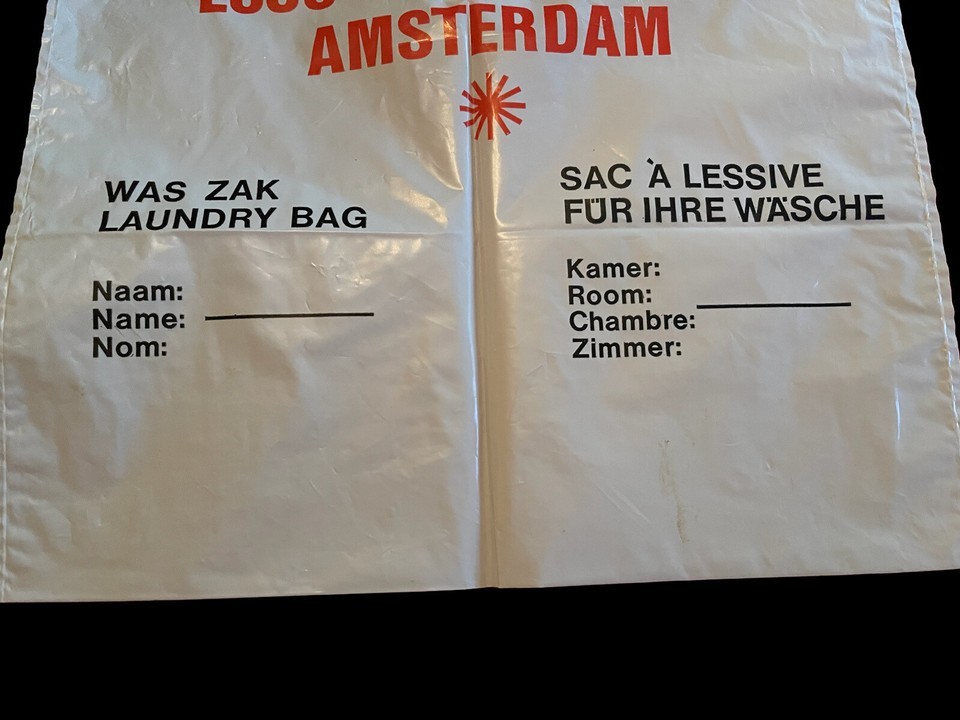 AMSTERDAM
WAS ZAK
LAUNDRY BAG
Naam:
Name:
Nom:
SAC À LESSIVE
FÜR IHRE WÄSCHE
Kamer:
Room:
Chambre:
Zimmer: